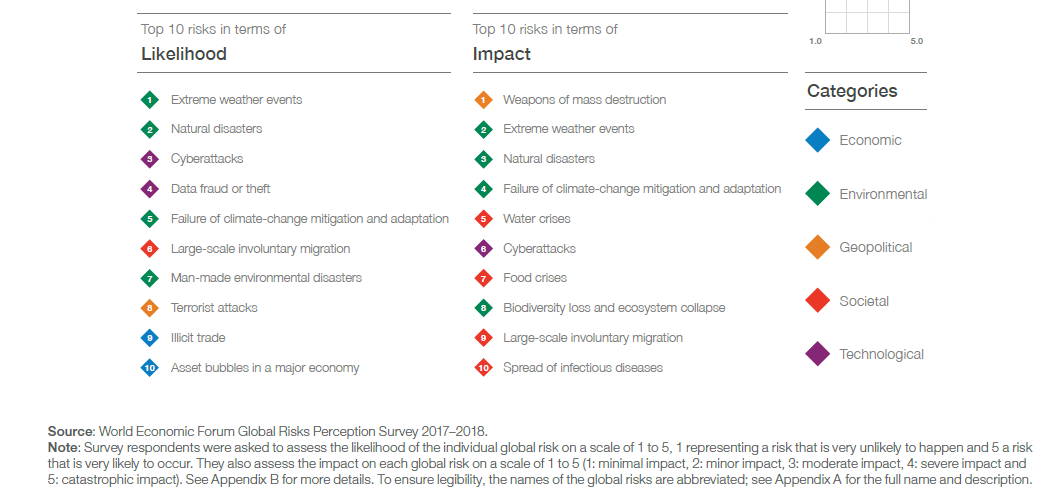 Top 10 risks in terms of
Likelihood
1 Extreme weather events
2 Natural disasters
3 Cyberattacks
4 Data fraud or theft
5 Failure of climate-change mitigation and adaptation
6 Large-scale involuntary migration
7 Man-made environmental disasters
8 Terrorist attacks
9 Illicit trade
10 Asset bubbles in a major economy
Top 10 risks in terms of
Impact
1 Weapons of mass destruction
2 Extreme weather events
3 Natural disasters
4 Failure of climate-change mitigation and adaptation
5 Water crises
6 Cyberattacks
7 Food crises
8 Biodiversity loss and ecosystem collapse
9 Large-scale involuntary migration
10 Spread of infectious diseases
1.0 5.0
Categories
Economic
Environmental
Geopolitical
Societal
Technological
Source: World Economic Forum Global Risks Perception Survey 2017–2018.
Note: Survey respondents were asked to assess the likelihood of the individual global risk on a scale of 1 to 5, 1 representing a risk that is very unlikely to happen and 5 a risk
that is very likely to occur. They also assess the impact on each global risk on a scale of 1 to 5 (1: minimal impact, 2: minor impact, 3: moderate impact, 4: severe impact and
5: catastrophic impact). See Appendix B for more details. To ensure legibility, the names of the global risks are abbreviated; see Appendix A for the full name and description.